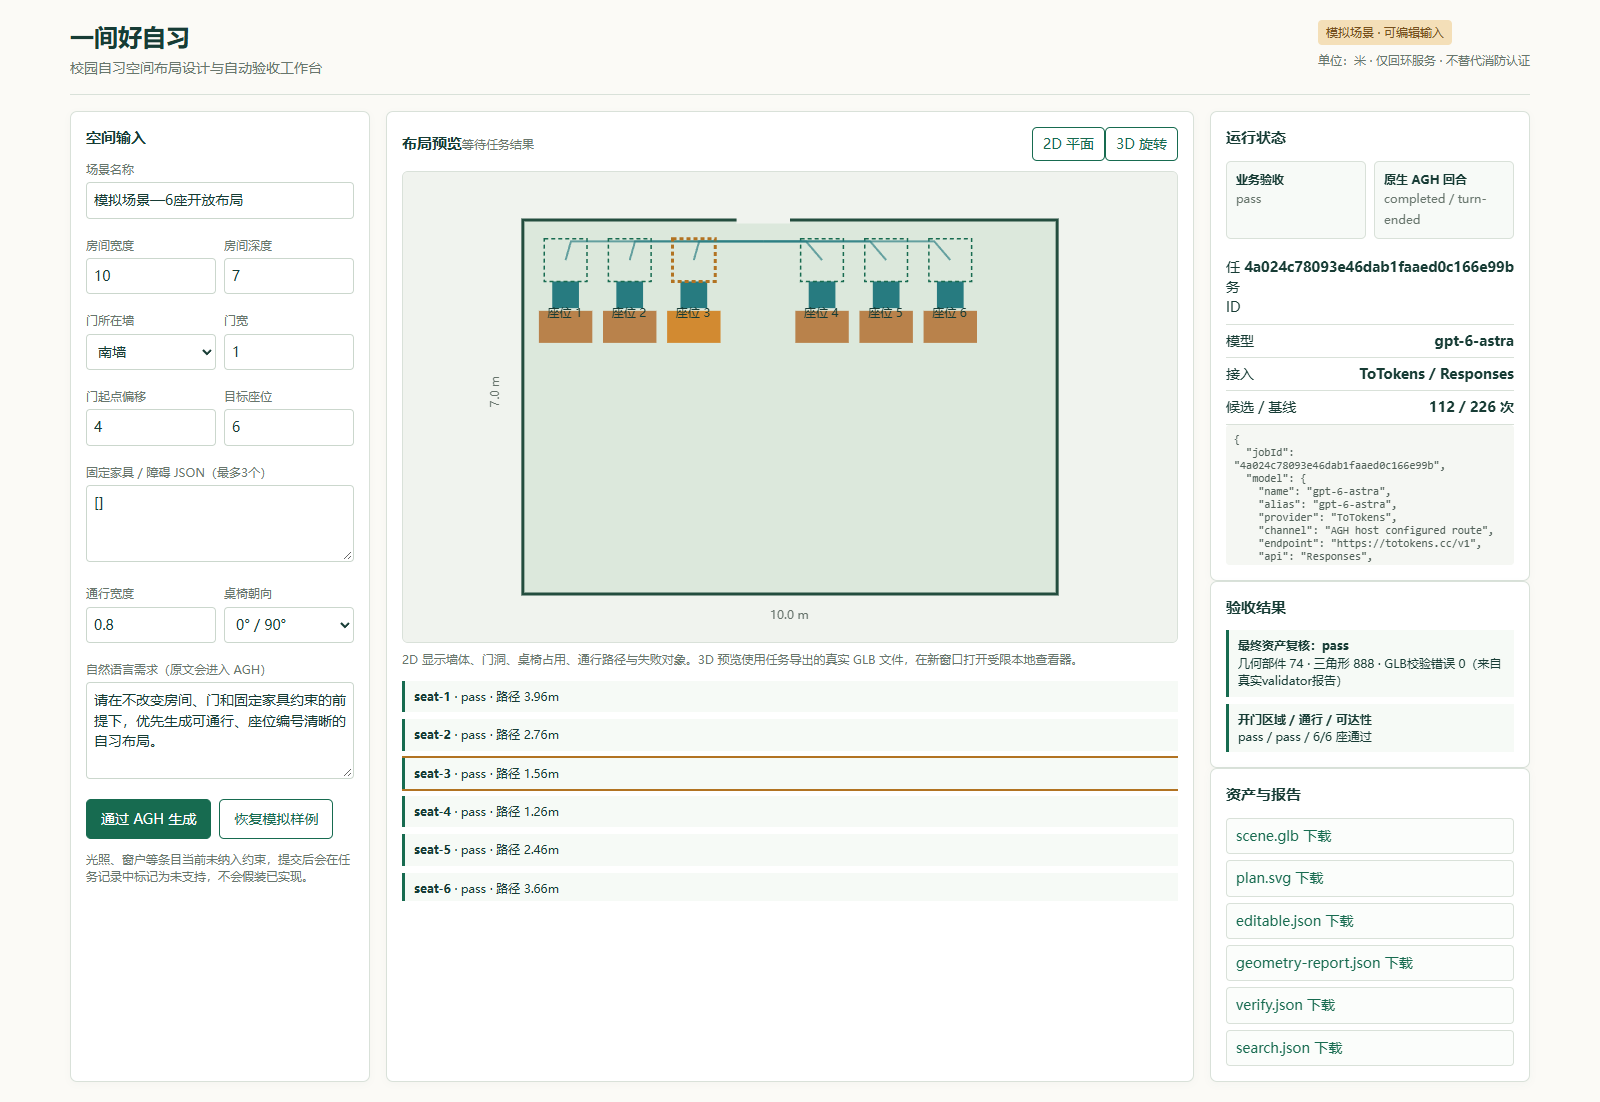 一间好自习
校园自习空间布局设计与自动验收工作台
模拟场景 · 可编辑输入
单位：米 · 仅回环服务 · 不替代消防认证
空间输入
场景名称
模拟场景—6座开放布局
房间宽度 房间深度
10 7
门所在墙 门宽
南墙 1
门起点偏移 目标座位
4 6
固定家具 / 障碍 JSON（最多3个）
[]
通行宽度 桌椅朝向
0.8 0° / 90°
自然语言需求（原文会进入 AGH）
请在不改变房间、门和固定家具约束的前
提下，优先生成可通行、座位编号清晰的
自习布局。
通过 AGH 生成 恢复模拟样例
光照、窗户等条目当前未纳入约束，提交后会在任
务记录中标记为未支持，不会假装已实现。
布局预览等待任务结果
2D 平面 3D 旋转
座位 1 座位 2 座位 3 座位 4 座位 5 座位 6
7.0 m
10.0 m
2D 显示墙体、门洞、桌椅占用、通行路径与失败对象。3D 预览使用任务导出的真实 GLB 文件，在新窗口打开受限本地查看器。
seat-1 · pass · 路径 3.96m
seat-2 · pass · 路径 2.76m
seat-3 · pass · 路径 1.56m
seat-4 · pass · 路径 1.26m
seat-5 · pass · 路径 2.46m
seat-6 · pass · 路径 3.66m
运行状态
业务验收
pass
原生 AGH 回合
completed / turn-
ended
任务ID 4a024c78093e46dab1faaed0c166e99b
模型 gpt-6-astra
接入 ToTokens / Responses
候选 / 基线 112 / 226 次
{
"jobId":
"4a024c78093e46dab1faaed0c166e99b",
"model": {
"name": "gpt-6-astra",
"alias": "gpt-6-astra",
"provider": "ToTokens",
"channel": "AGH host configured route",
"endpoint": "https://totokens.cc/v1",
"api": "Responses",
验收结果
最终资产复核：pass
几何部件 74 · 三角形 888 · GLB校验错误 0（来自
真实validator报告）
开门区域 / 通行 / 可达性
pass / pass / 6/6 座通过
资产与报告
scene.glb 下载
plan.svg 下载
editable.json 下载
geometry-report.json 下载
verify.json 下载
search.json 下载